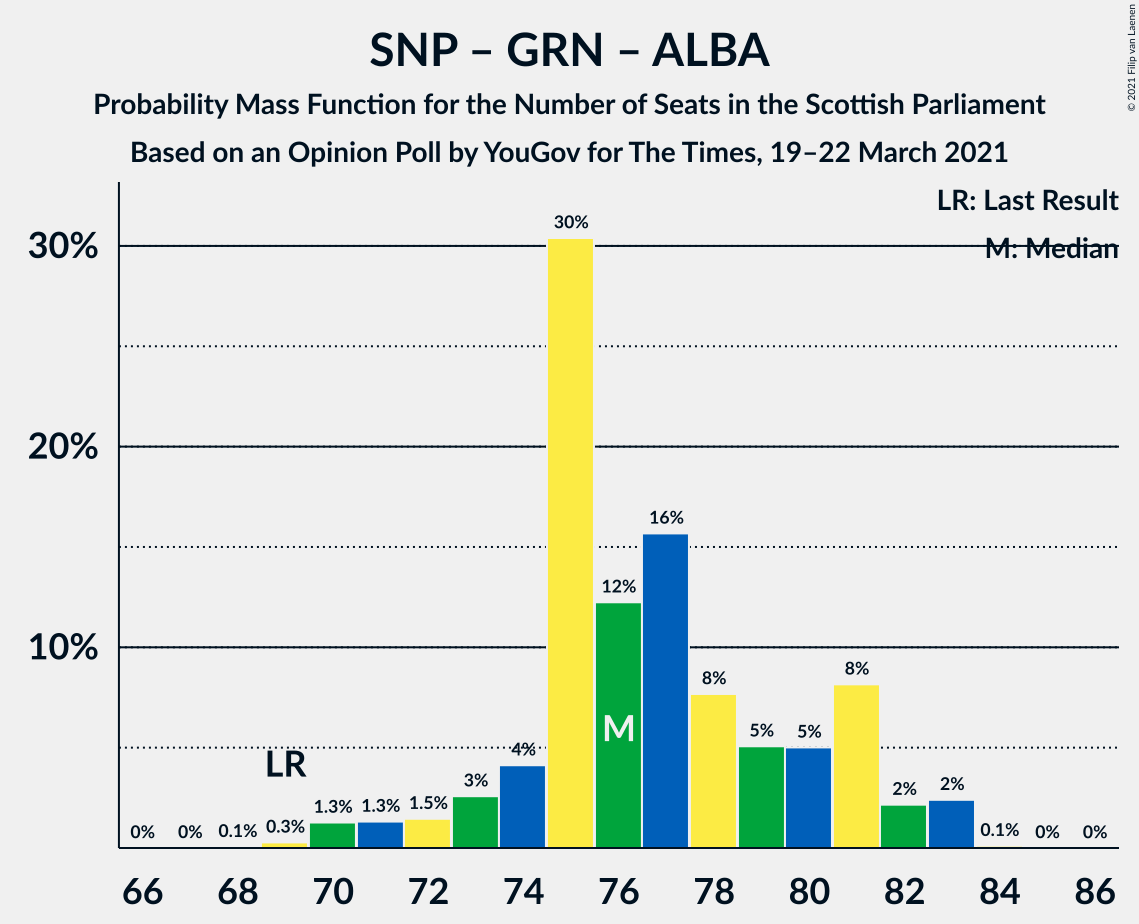 SNP – GRN – ALBA
Probability Mass Function for the Number of Seats in the Scottish Parliament
Based on an Opinion Poll by YouGov for The Times, 19–22 March 2021
© 2021 Filip van Laenen
LR: Last Result
M: Median
30%
20%
10%
0%
0%
0.1%
0.3%
1.3%
1.3%
1.5%
3%
4%
30%
12%
16%
8%
5%
5%
8%
2%
2%
0.1%
0%
0%
LR
M
66 68 70 72 74 76 78 80 82 84 86